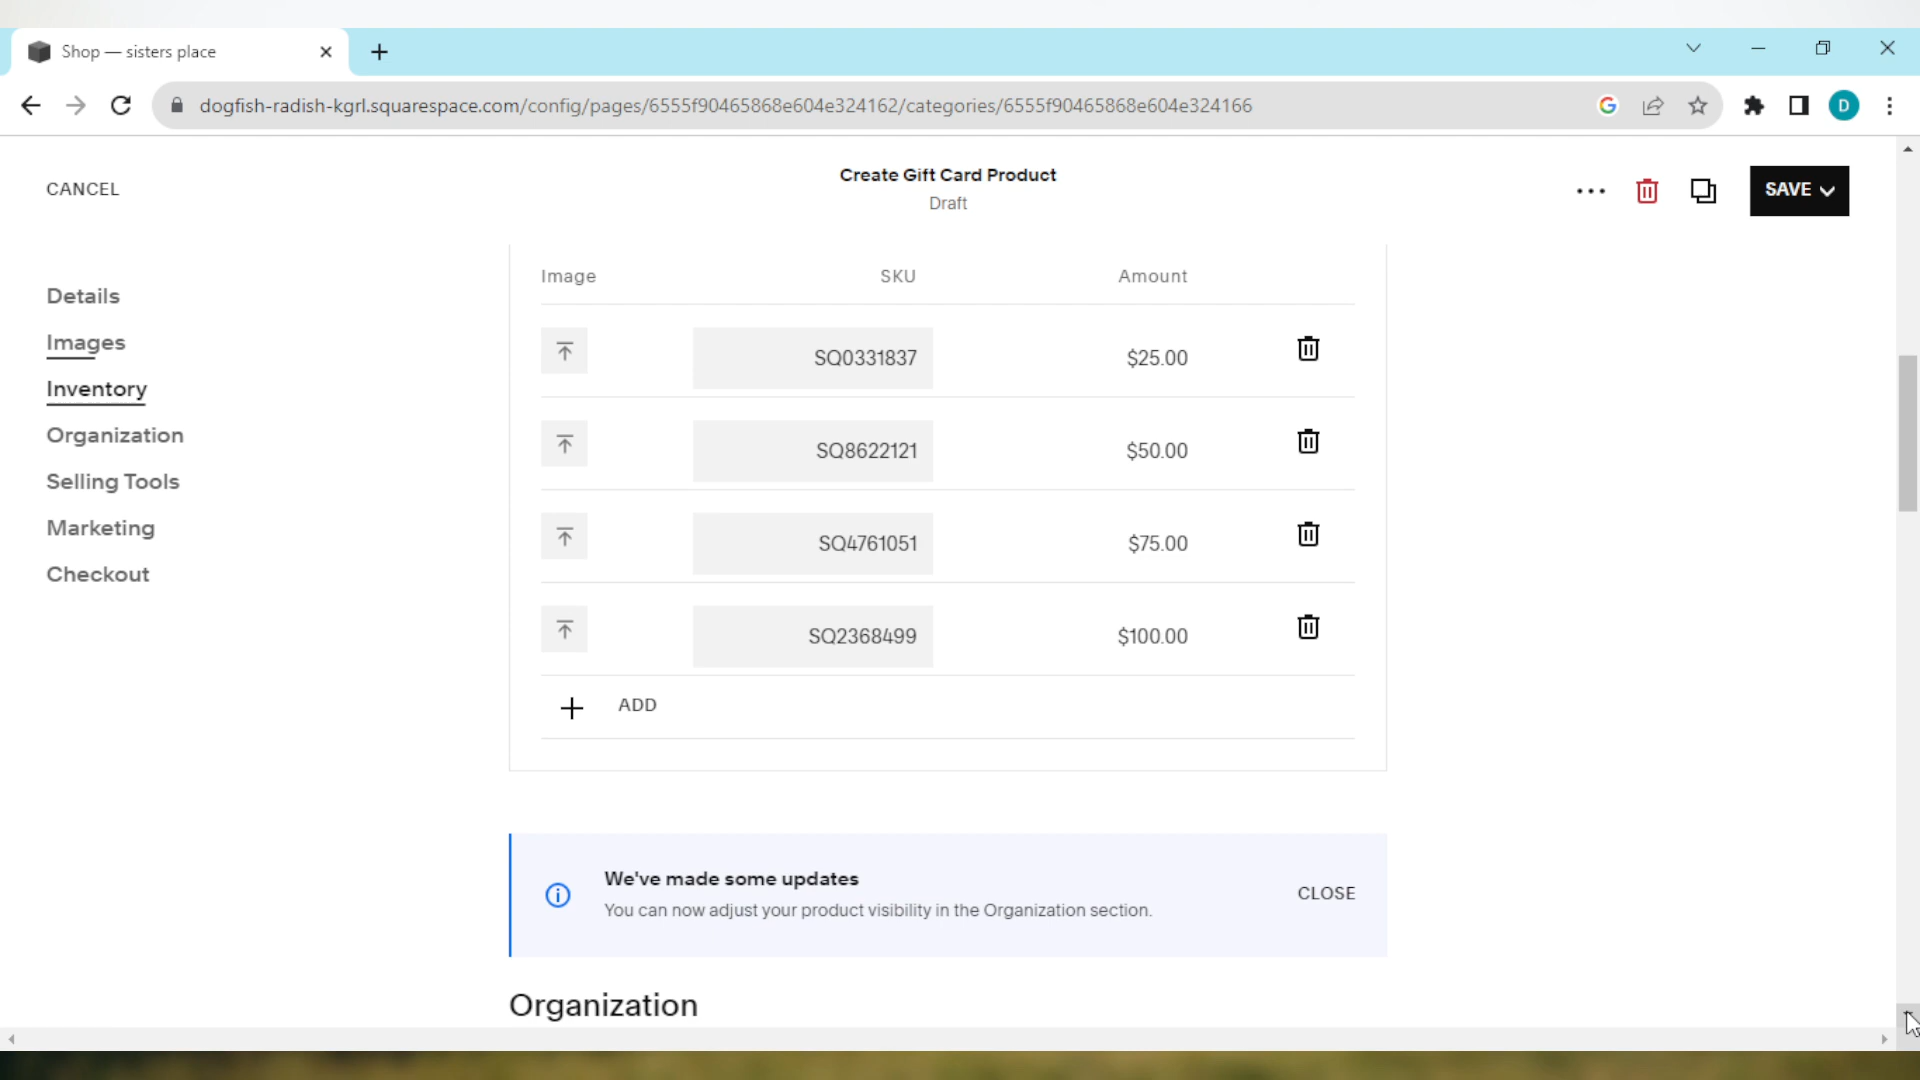 Shop — sisters place
dogfish-radish-kgrl.squarespace.com/config/pages/6555f90465868e604e324162/categories/6555f90465868e604e324166
D
CANCEL
Create Gift Card Product
Draft
SAVE
Details
Images
Inventory
Organization
Selling Tools
Marketing
Checkout
Image SKU Amount
SQ0331837 $25.00
SQ8622121 $50.00
SQ4761051 $75.00
SQ2368499 $100.00
ADD
We've made some updates
You can now adjust your product visibility in the Organization section.
CLOSE
Organization